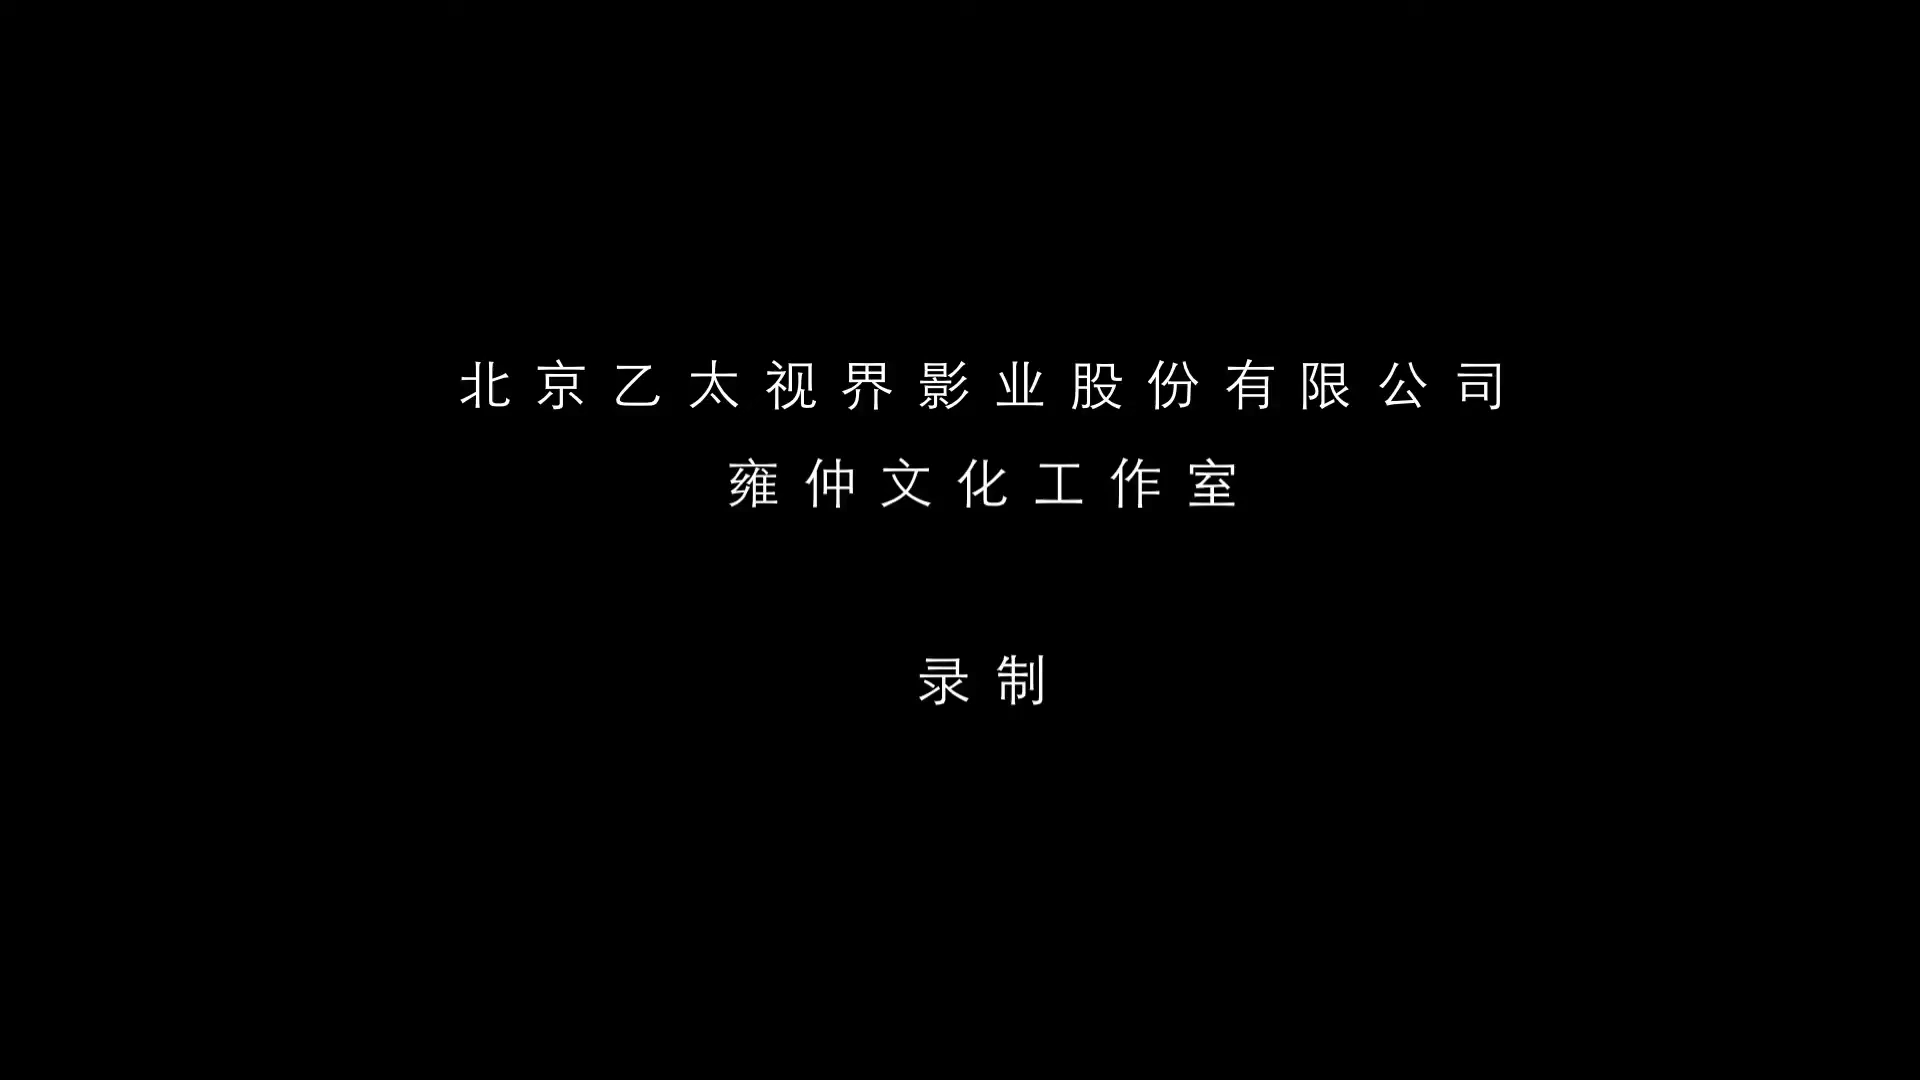 北京乙太视界影业股份有限公司
雍仲文化工作室
录制